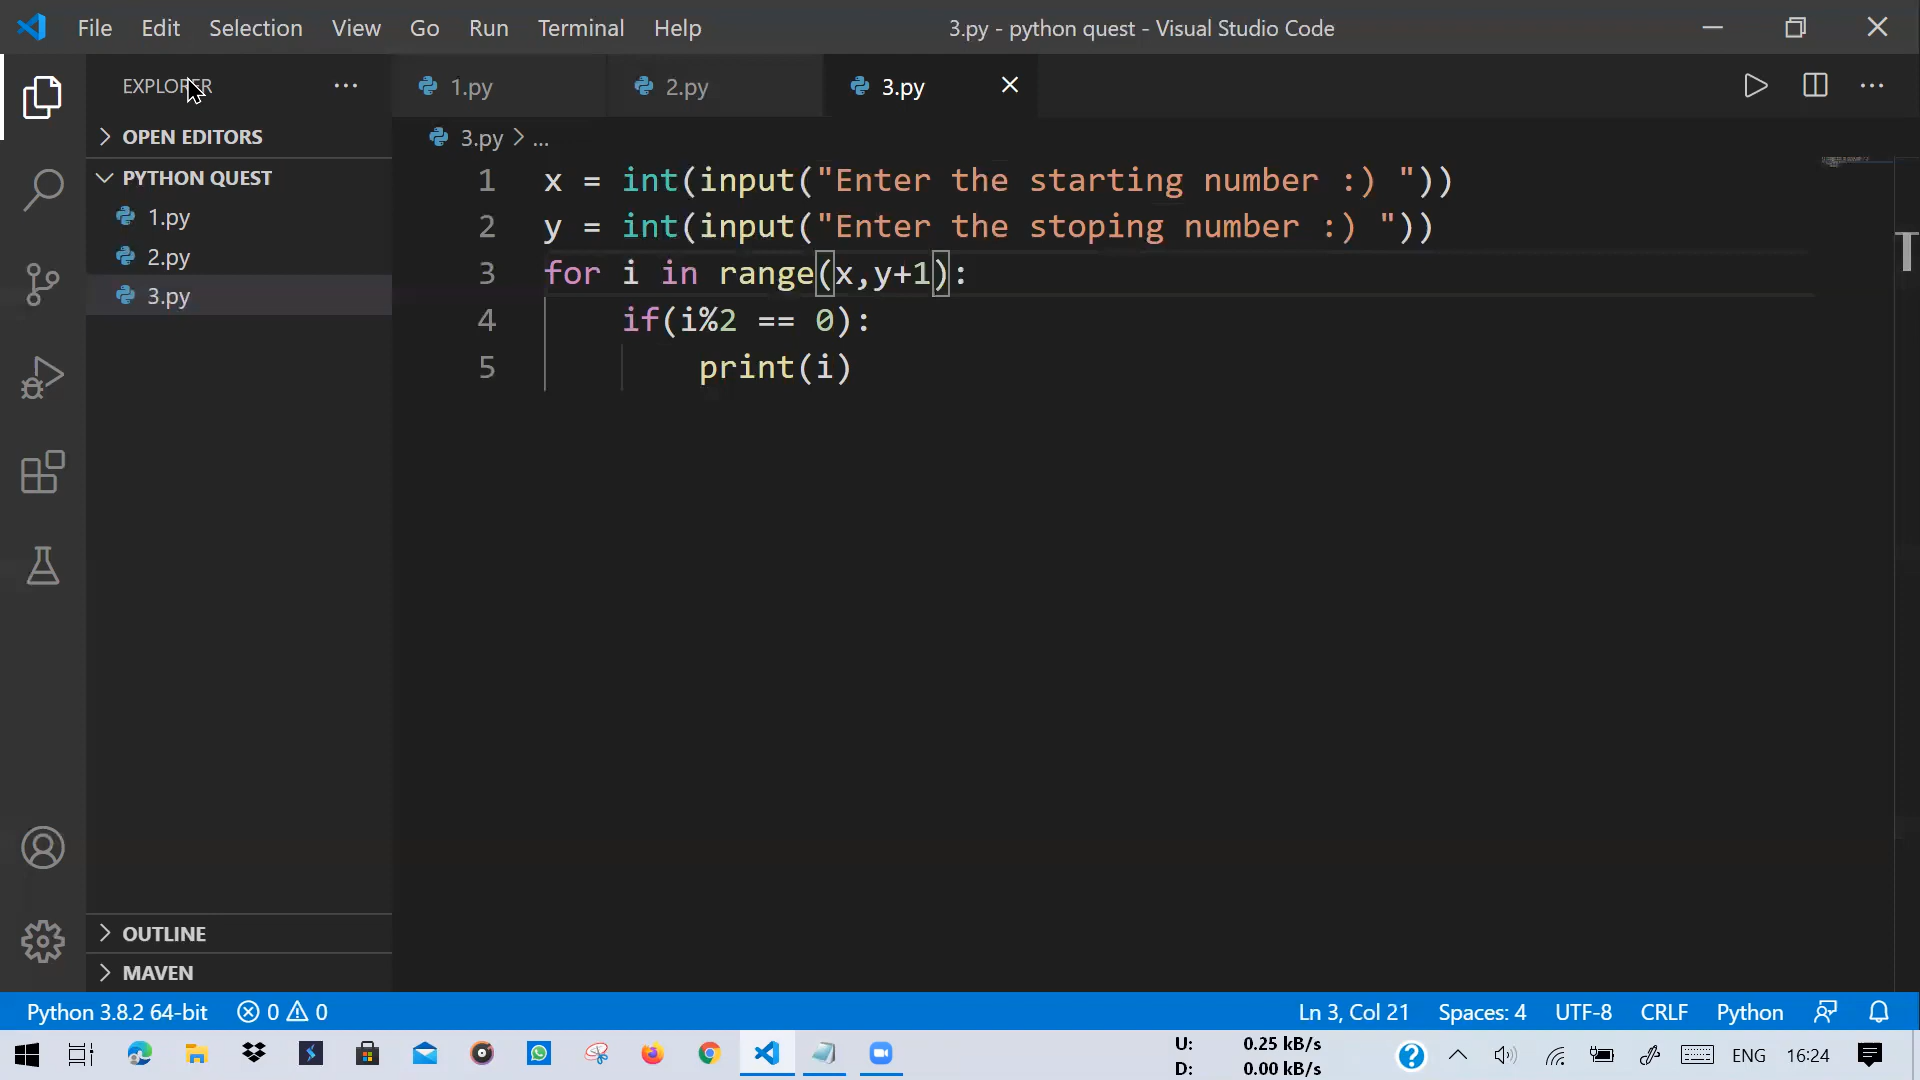 File Edit Selection View Go Run Terminal Help 3.py - python quest - Visual Studio Code
EXPLORER
1.py 2.py 3.py
OPEN EDITORS
3.py > ...
PYTHON QUEST
1.py
2.py
3.py
1 x = int(input("Enter the starting number :) "))
2 y = int(input("Enter the stoping number :) "))
3 for i in range(x,y+1):
4 if(i%2 == 0):
5 print(i)
OUTLINE
MAVEN
Python 3.8.2 64-bit 0 0 Ln 3, Col 21 Spaces: 4 UTF-8 CRLF Python
U: 0.25 kB/s
D: 0.00 kB/s
ENG 16:24